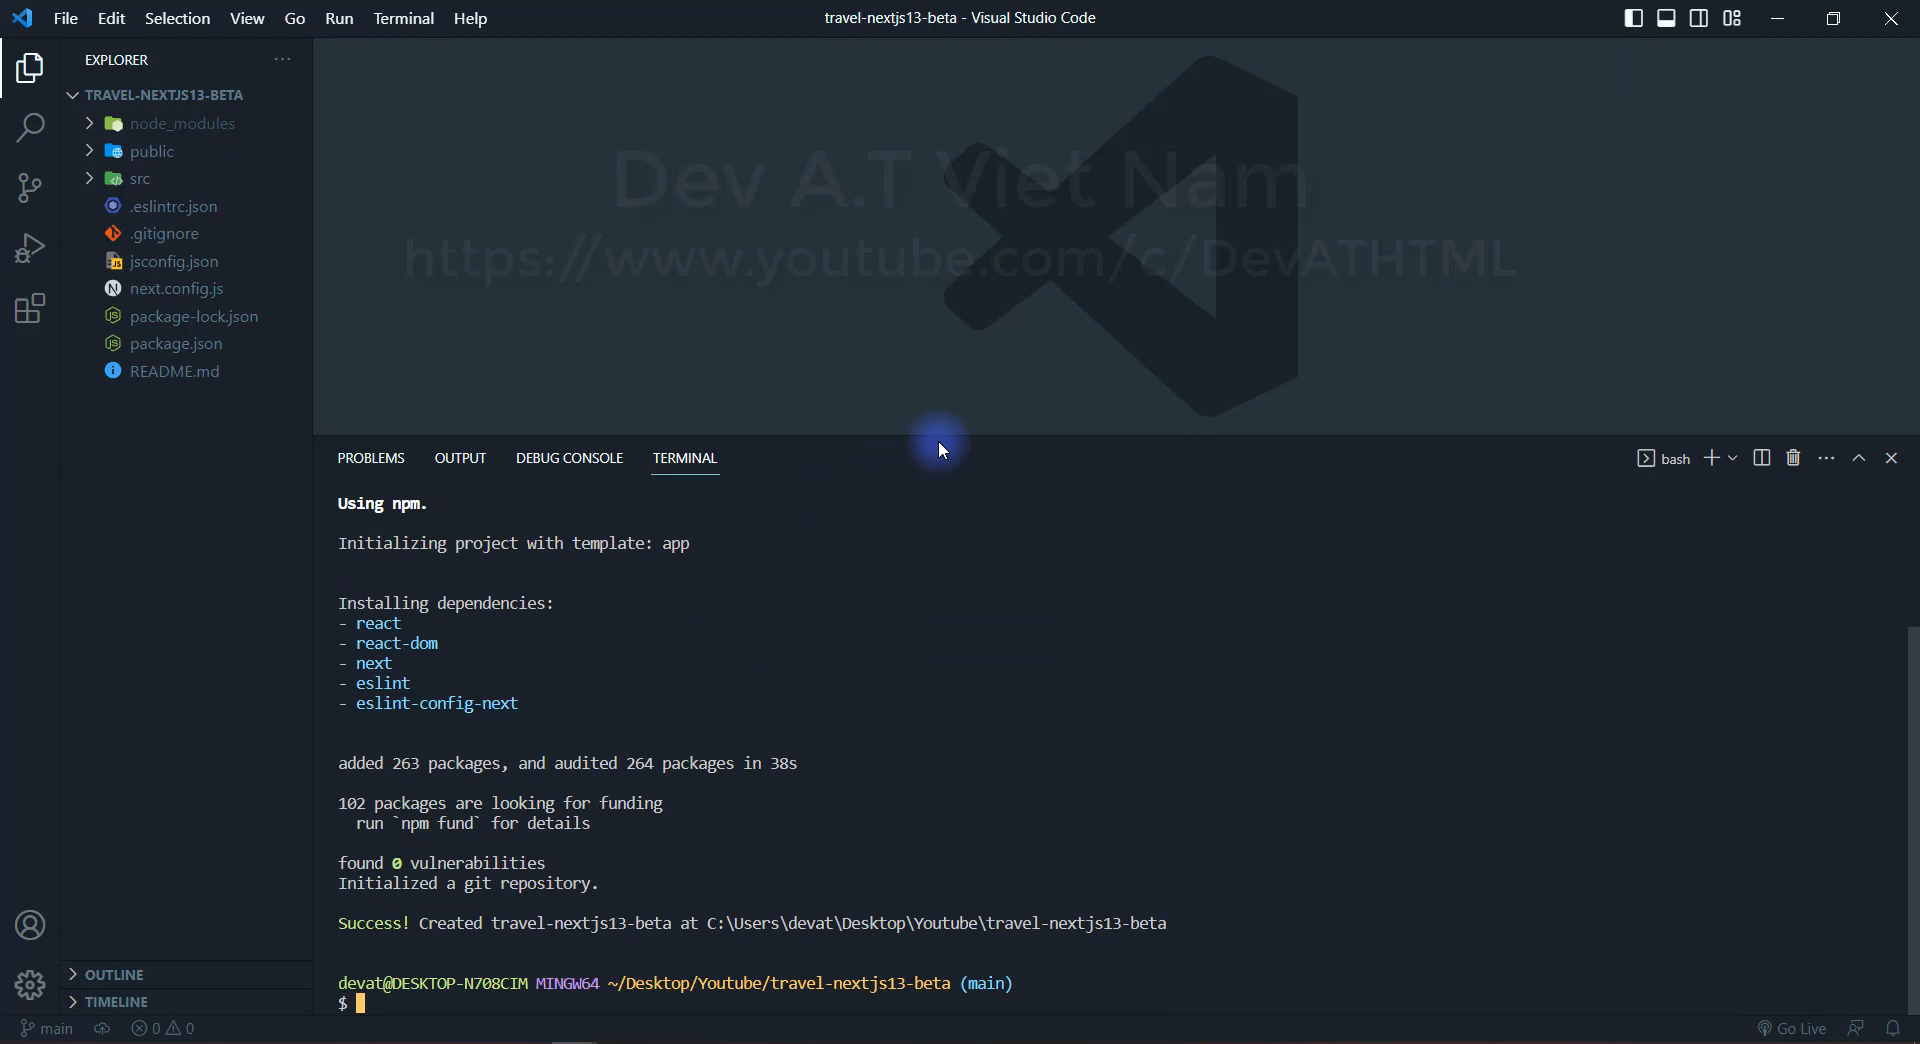 File Edit Selection View Go Run Terminal Help
travel-nextjs13-beta - Visual Studio Code
EXPLORER
TRAVEL-NEXTJS13-BETA
node_modules
public
src
.eslintrc.json
.gitignore
jsconfig.json
next.config.js
package-lock.json
package.json
README.md
OUTLINE
TIMELINE
Dev A.T Viet Nam
https://www.youtube.com/c/DevATHTML
PROBLEMS OUTPUT DEBUG CONSOLE TERMINAL
bash
Using npm.
Initializing project with template: app
Installing dependencies:
- react
- react-dom
- next
- eslint
- eslint-config-next
added 263 packages, and audited 264 packages in 38s
102 packages are looking for funding
run `npm fund` for details
found 0 vulnerabilities
Initialized a git repository.
Success! Created travel-nextjs13-beta at C:\Users\devat\Desktop\Youtube\travel-nextjs13-beta
devat@DESKTOP-N708CIM MINGW64 ~/Desktop/Youtube/travel-nextjs13-beta (main)
$
main 0 0
Go Live